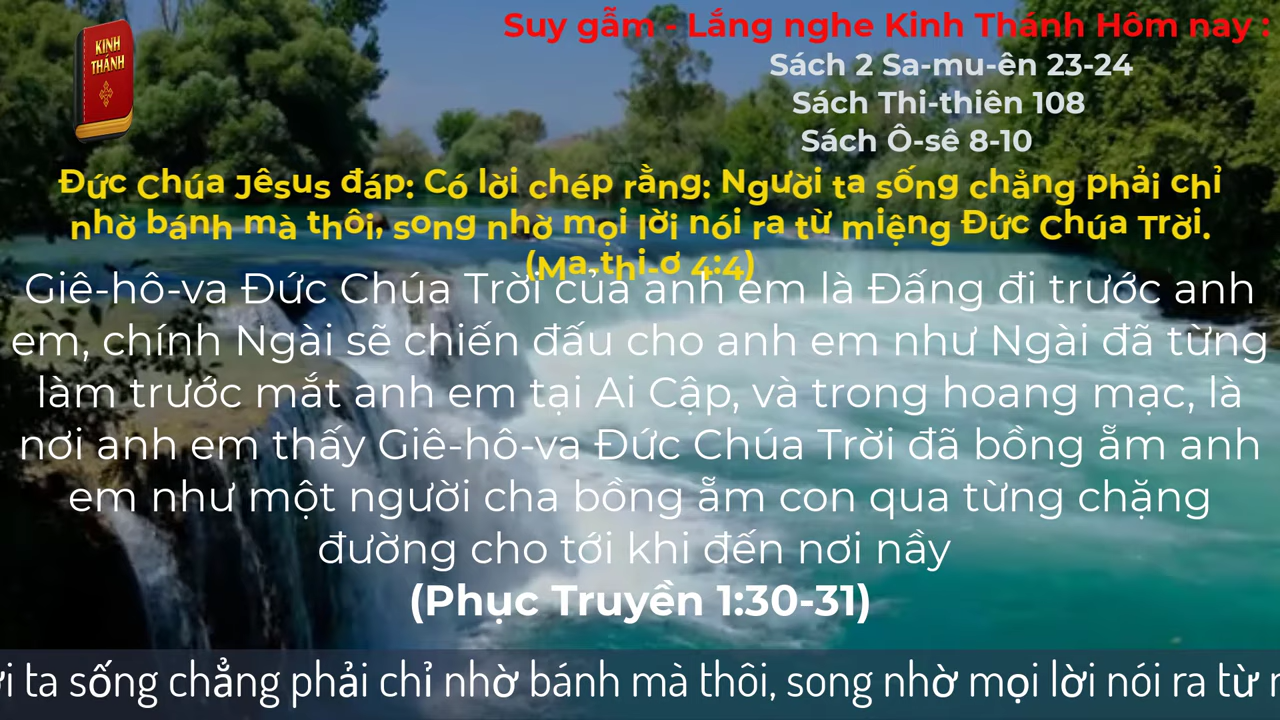 KINH
THÁNH
Suy gẫm - Lắng nghe Kinh Thánh Hôm nay :
Sách 2 Sa-mu-ên 23-24
Sách Thi-thiên 108
Sách Ô-sê 8-10
Đức Chúa Jêsus đáp: Có lời chép rằng: Người ta sống chẳng phải chỉ
nhờ bánh mà thôi, song nhờ mọi lời nói ra từ miệng Đức Chúa Trời.
(Ma-thi-ơ 4:4)
Giê-hô-va Đức Chúa Trời của anh em là Đấng đi trước anh
em, chính Ngài sẽ chiến đấu cho anh em như Ngài đã từng
làm trước mắt anh em tại Ai Cập, và trong hoang mạc, là
nơi anh em thấy Giê-hô-va Đức Chúa Trời đã bồng ẵm anh
em như một người cha bồng ẵm con qua từng chặng
đường cho tới khi đến nơi nầy
(Phục Truyền 1:30-31)
ta sống chẳng phải chỉ nhờ bánh mà thôi, song nhờ mọi lời nói ra từ